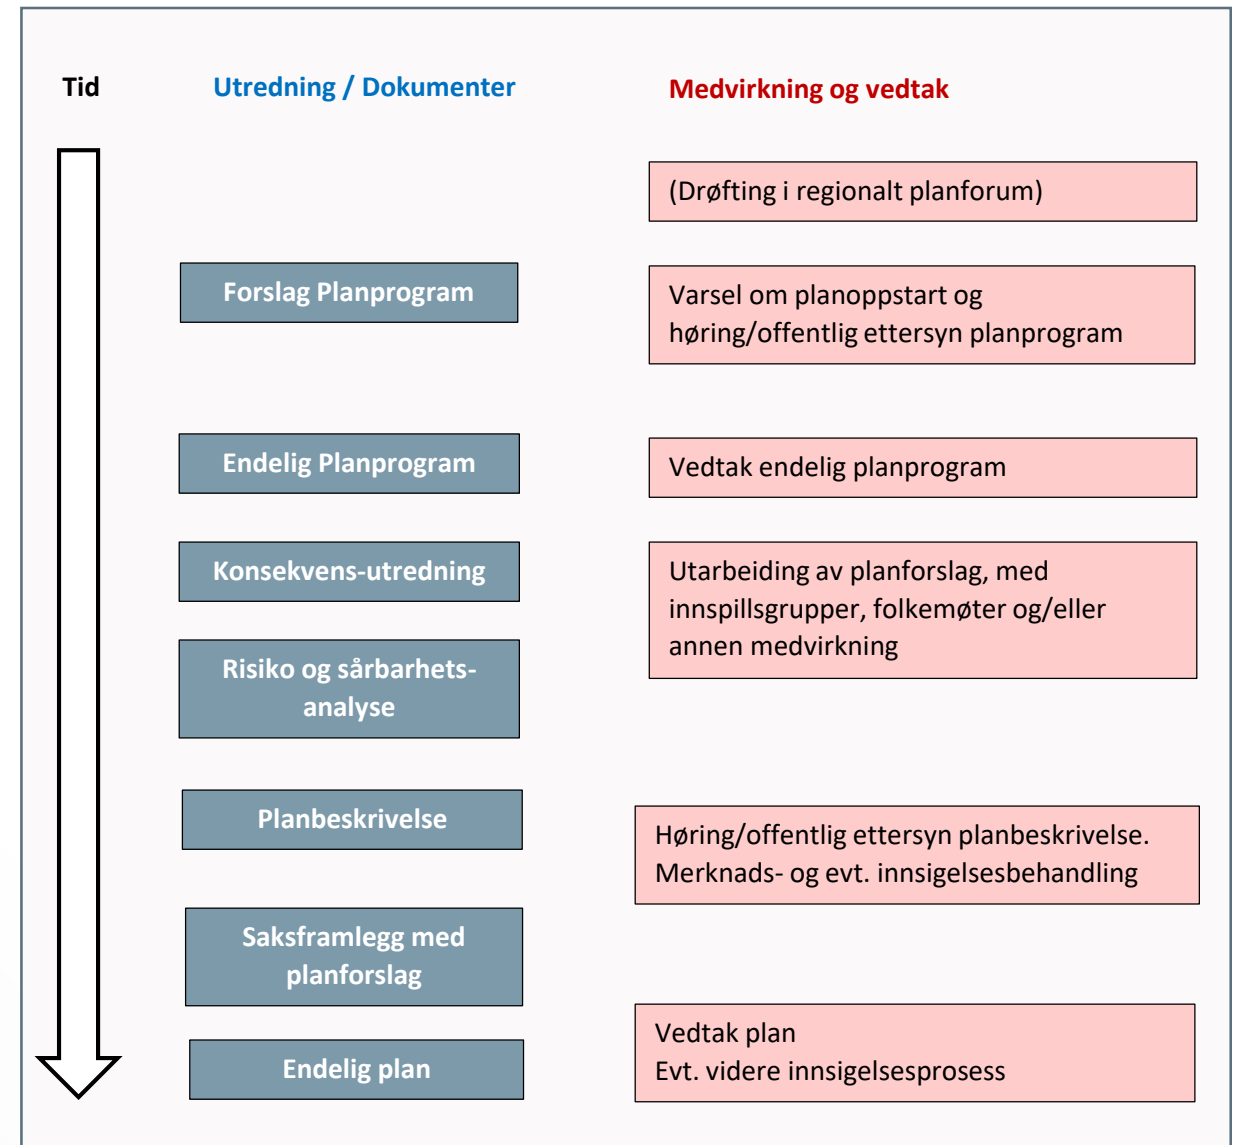 Tid
Utredning / Dokumenter
Medvirkning og vedtak
(Drøfting i regionalt planforum)
Forslag Planprogram
Varsel om planoppstart og
høring/offentlig ettersyn planprogram
Endelig Planprogram
Vedtak endelig planprogram
Konsekvens-utredning
Utarbeiding av planforslag, med
innspillsgrupper, folkemøter og/eller
annen medvirkning
Risiko og sårbarhets-
analyse
Planbeskrivelse
Høring/offentlig ettersyn planbeskrivelse.
Merknads- og evt. innsigelsesbehandling
Saksframlegg med
planforslag
Vedtak plan
Evt. videre innsigelsesprosess
Endelig plan